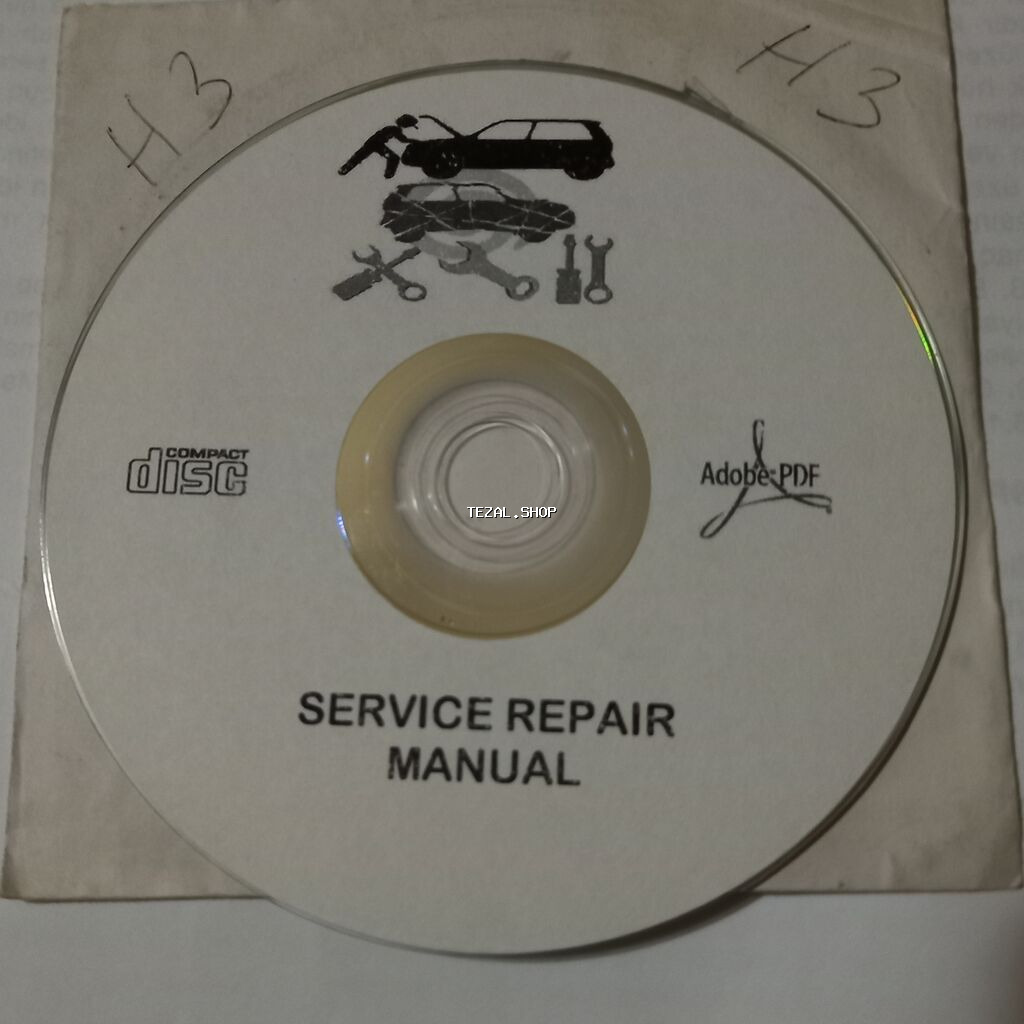 H3
H3
COMPACT
disc
Adobe PDF
TEZAL.SHOP
SERVICE REPAIR
MANUAL